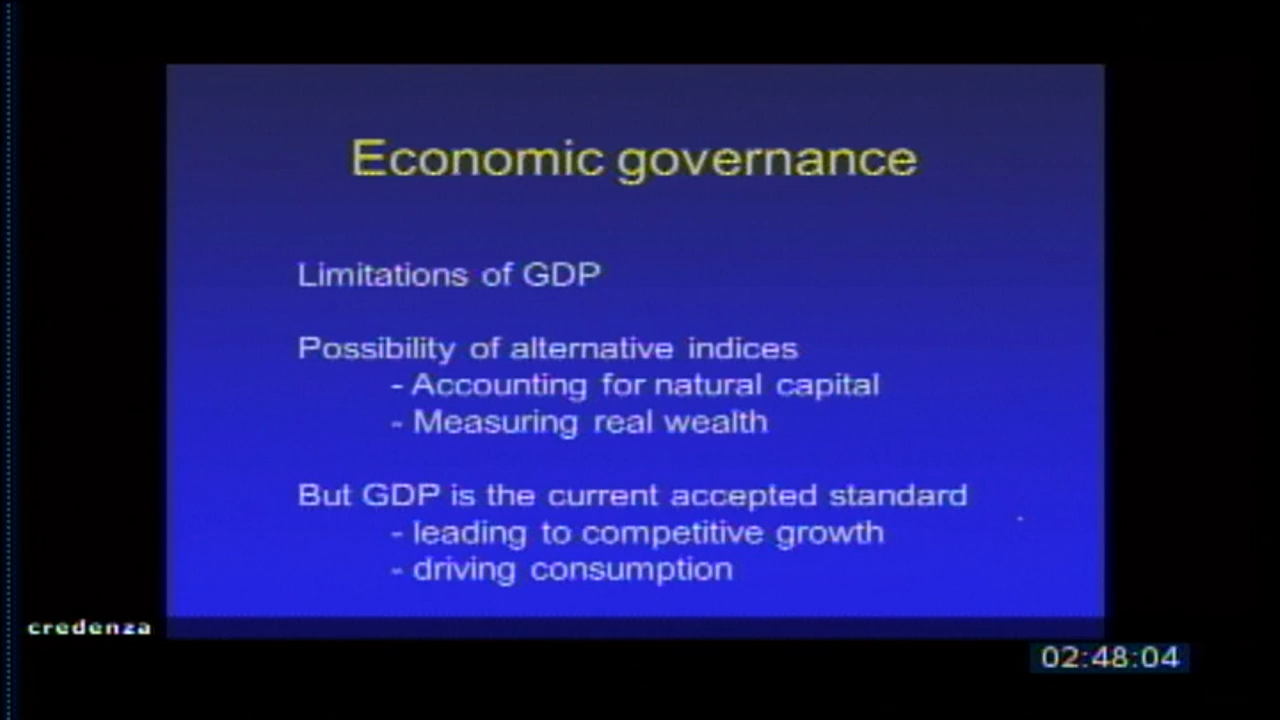 Economic governance
Limitations of GDP
Possibility of alternative indices
- Accounting for natural capital
- Measuring real wealth
But GDP is the current accepted standard
- leading to competitive growth
- driving consumption
credenza
02:48:04